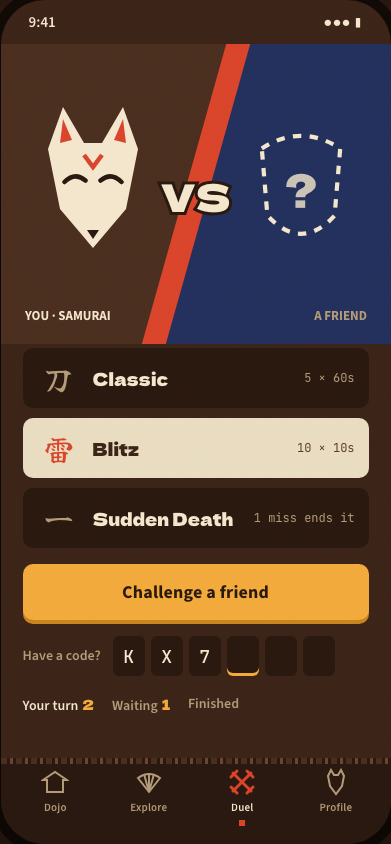 9:41
VS
?
YOU · SAMURAI
A FRIEND
刀 Classic 5 × 60s
雷 Blitz 10 × 10s
一 Sudden Death 1 miss ends it
Challenge a friend
Have a code? K X 7
Your turn 2 Waiting 1 Finished
Dojo Explore Duel Profile